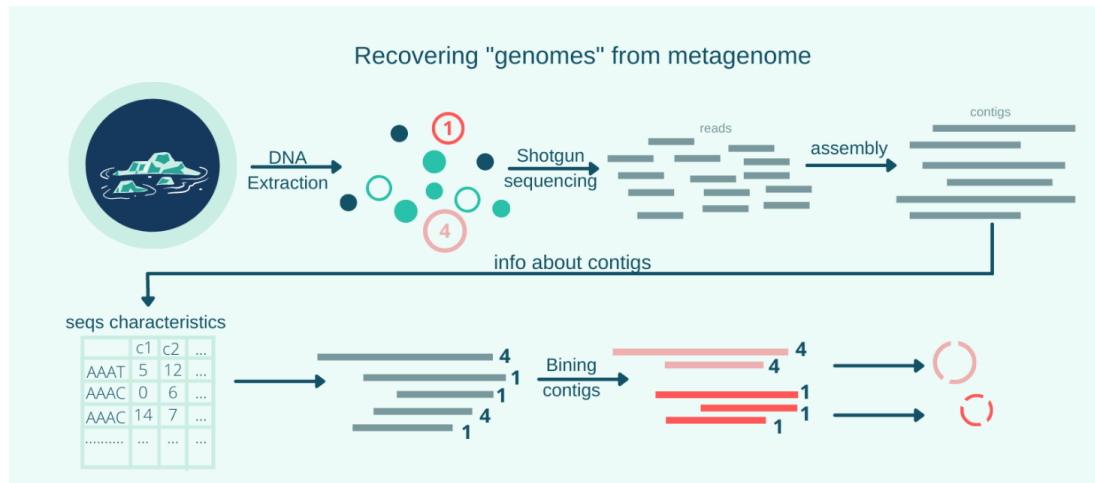 Recovering "genomes" from metagenome
DNA
Extraction
1
4
Shotgun
sequencing
reads
assembly
contigs
info about contigs
seqs characteristics
c1 c2 ...
AAAT 5 12 ...
AAAC 0 6 ...
AAAC 14 7 ...
.......... ... ... ...
4
1
1
4
1
Bining
contigs
4
4
1
1
1